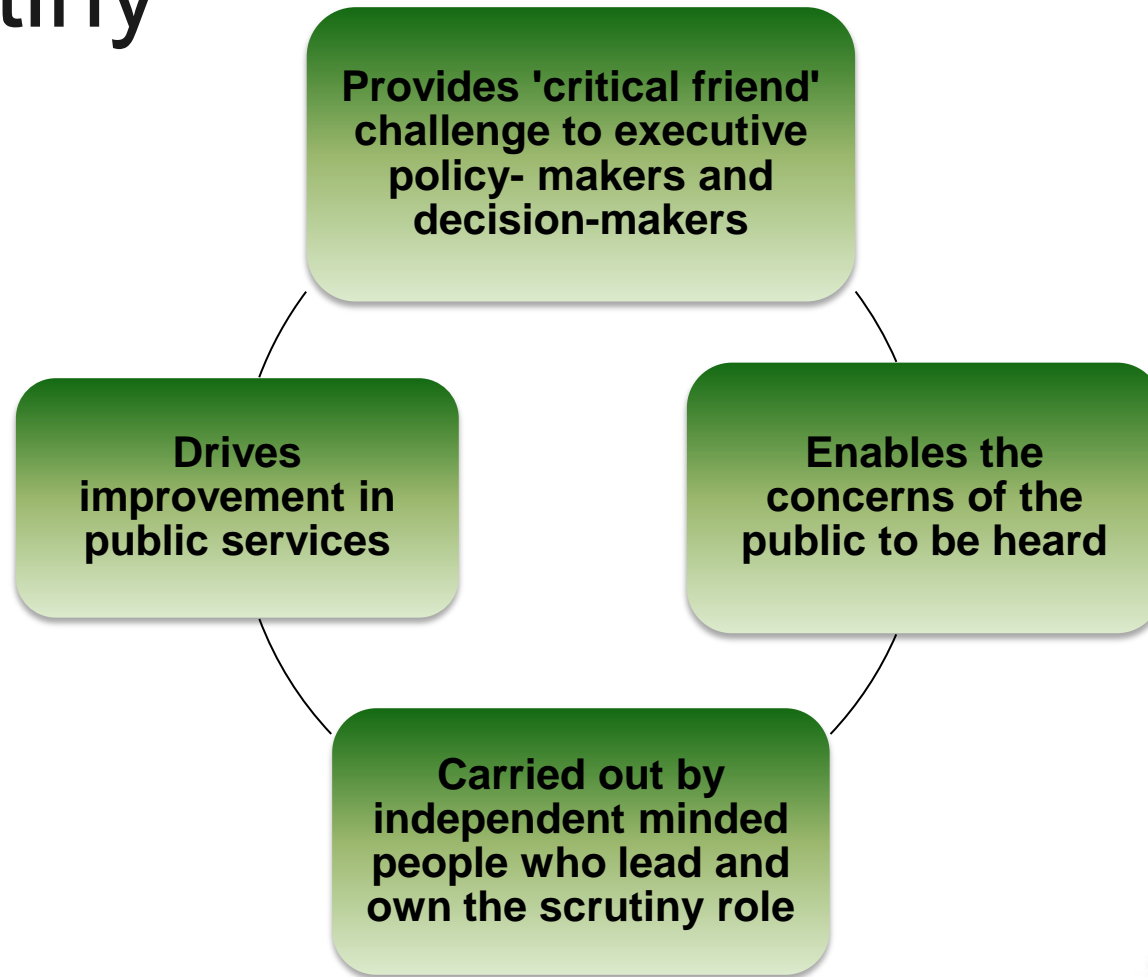 Provides 'critical friend'
challenge to executive
policy- makers and
decision-makers
Enables the
concerns of the
public to be heard
Carried out by
independent minded
people who lead and
own the scrutiny role
Drives
improvement in
public services